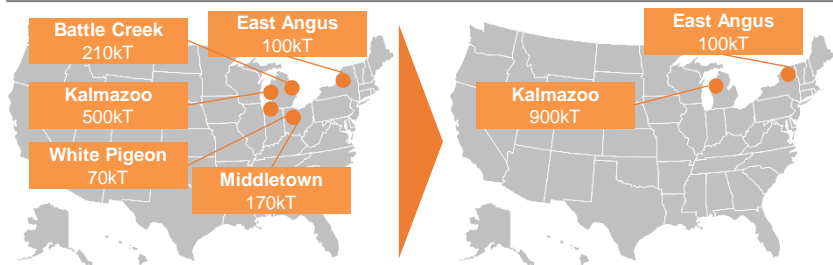 Battle Creek
210kT
East Angus
100kT
Kalmazoo
500kT
White Pigeon
70kT
Middletown
170kT
East Angus
100kT
Kalmazoo
900kT